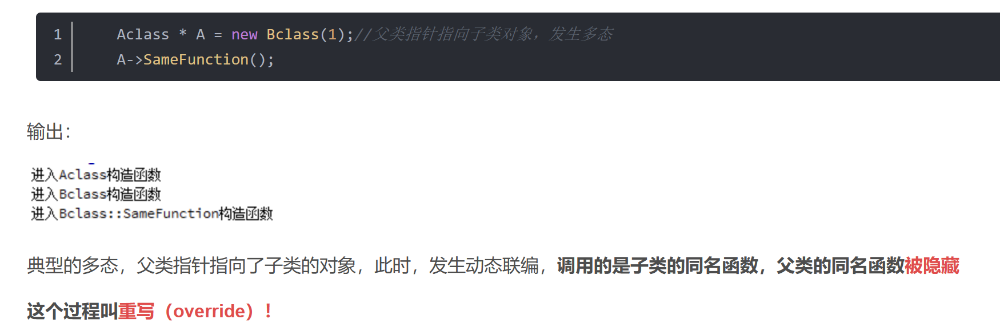 1 Aclass * A = new Bclass(1);//父类指针指向子类对象，发生多态
2 A->SameFunction();
输出：
进入Aclass构造函数
进入Bclass构造函数
进入Bclass::SameFunction构造函数
典型的多态，父类指针指向了子类的对象，此时，发生动态联编，调用的是子类的同名函数，父类的同名函数被隐藏
这个过程叫重写（override）！